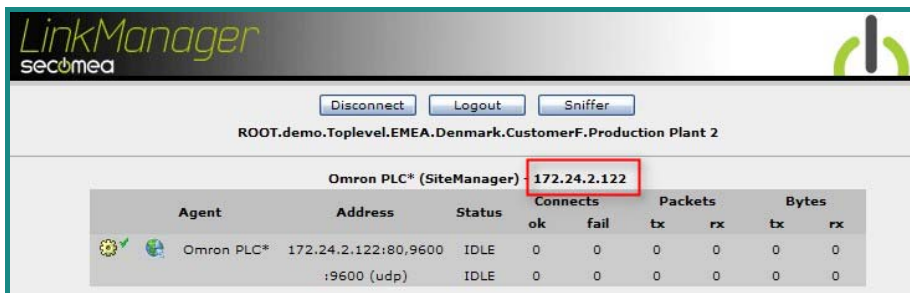 LinkManager
secomea
Disconnect Logout Sniffer
ROOT.demo.Toplevel.EMEA.Denmark.CustomerF.Production Plant 2
Omron PLC* (SiteManager) - 172.24.2.122
Agent Address Status Connects Packets Bytes
ok fail tx rx tx rx
Omron PLC* 172.24.2.122:80,9600 IDLE 0 0 0 0 0 0
:9600 (udp) IDLE 0 0 0 0 0 0